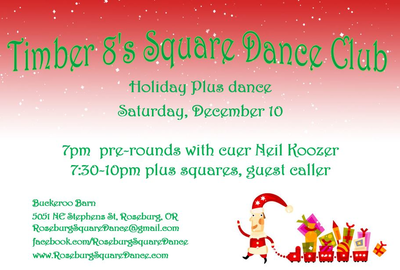 Timber 8's Square Dance Club
Holiday Plus dance
Saturday, December 10
7pm pre-rounds with cuer Neil Koozer
7:30-10pm plus squares, guest caller
Buckeroo Barn
5051 NE Stephens St, Roseburg, OR
RoseburgSquareDance@gmail.com
facebook.com/RoseburgSquareDance
www.RoseburgSquareDance.com